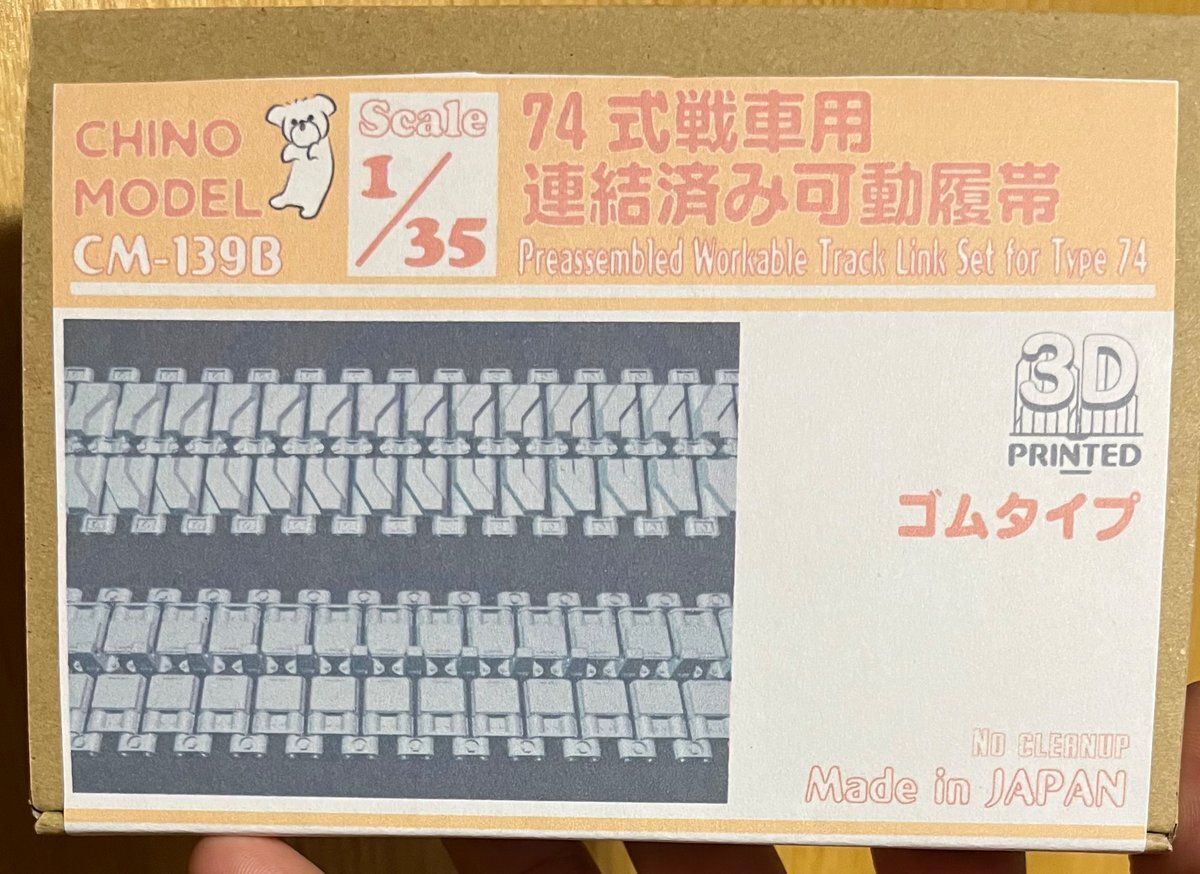 CHINO
MODEL
CM-139B
Scale
1/35
74式戦車用
連結済み可動履帯
Preassembled Workable Track Link Set for Type 74
3D
PRINTED
ゴムタイプ
NO CLEANUP
Made in JAPAN